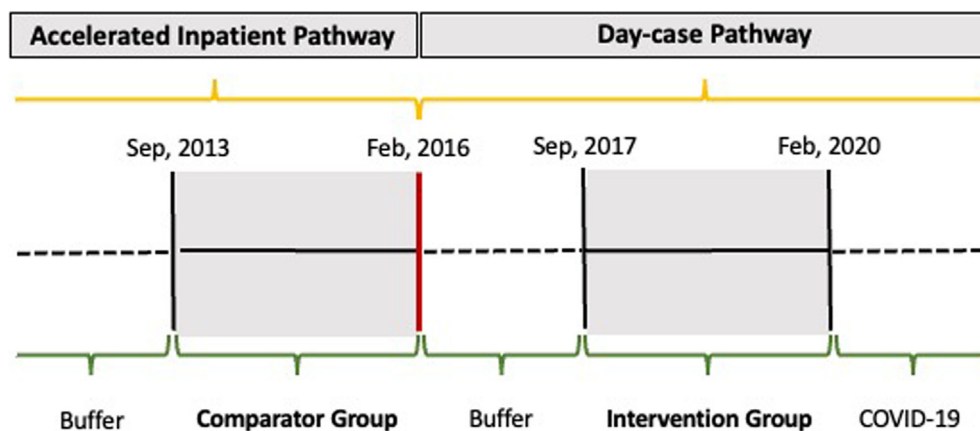 Accelerated Inpatient Pathway
Day-case Pathway
Sep, 2013
Feb, 2016
Sep, 2017
Feb, 2020
Buffer
Comparator Group
Buffer
Intervention Group
COVID-19